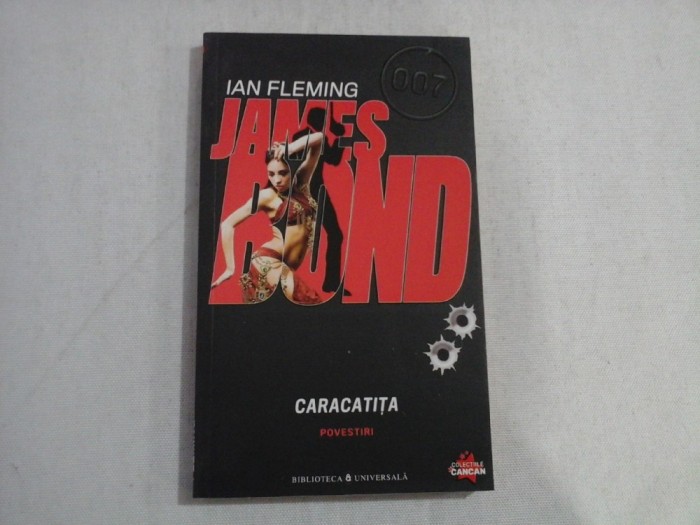 007
IAN FLEMING
JAMES
BOND
CARACATIȚA
POVESTIRI
BIBLIOTECA UNIVERSALĂ
COLECȚIILE
CANCAN